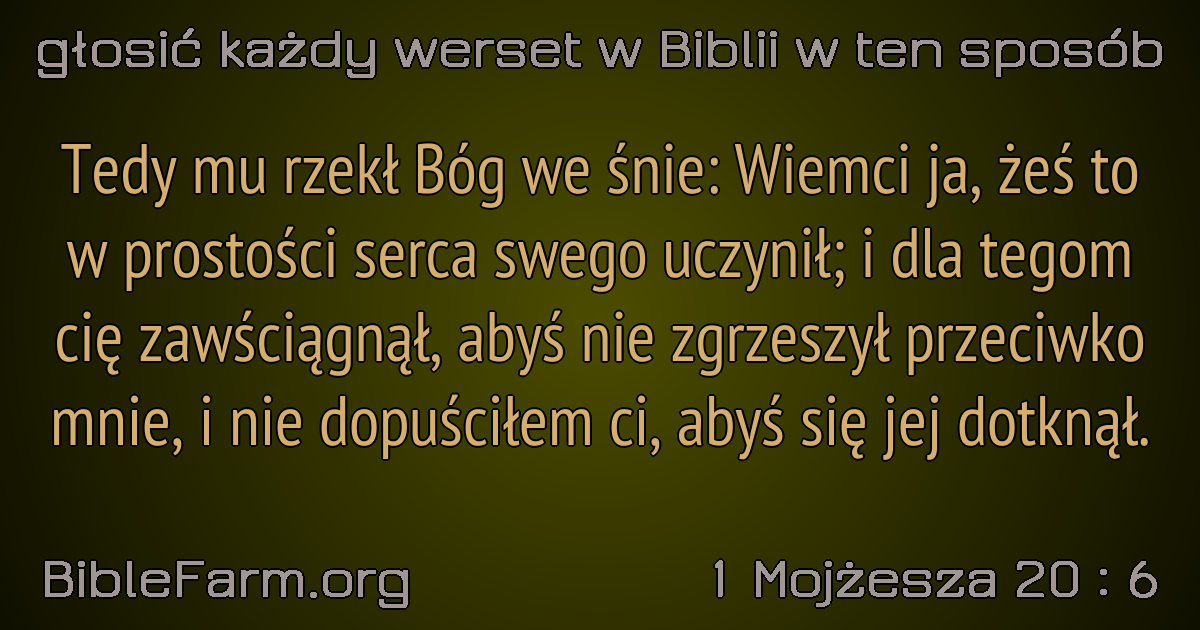 głosić każdy werset w Biblii w ten sposób
Tedy mu rzekł Bóg we śnie: Wiemci ja, żeś to
w prostości serca swego uczynił; i dla tegom
cię zawściągnął, abyś nie zgrzeszył przeciwko
mnie, i nie dopuściłem ci, abyś się jej dotknął.
BibleFarm.org 1 Mojżesza 20 : 6